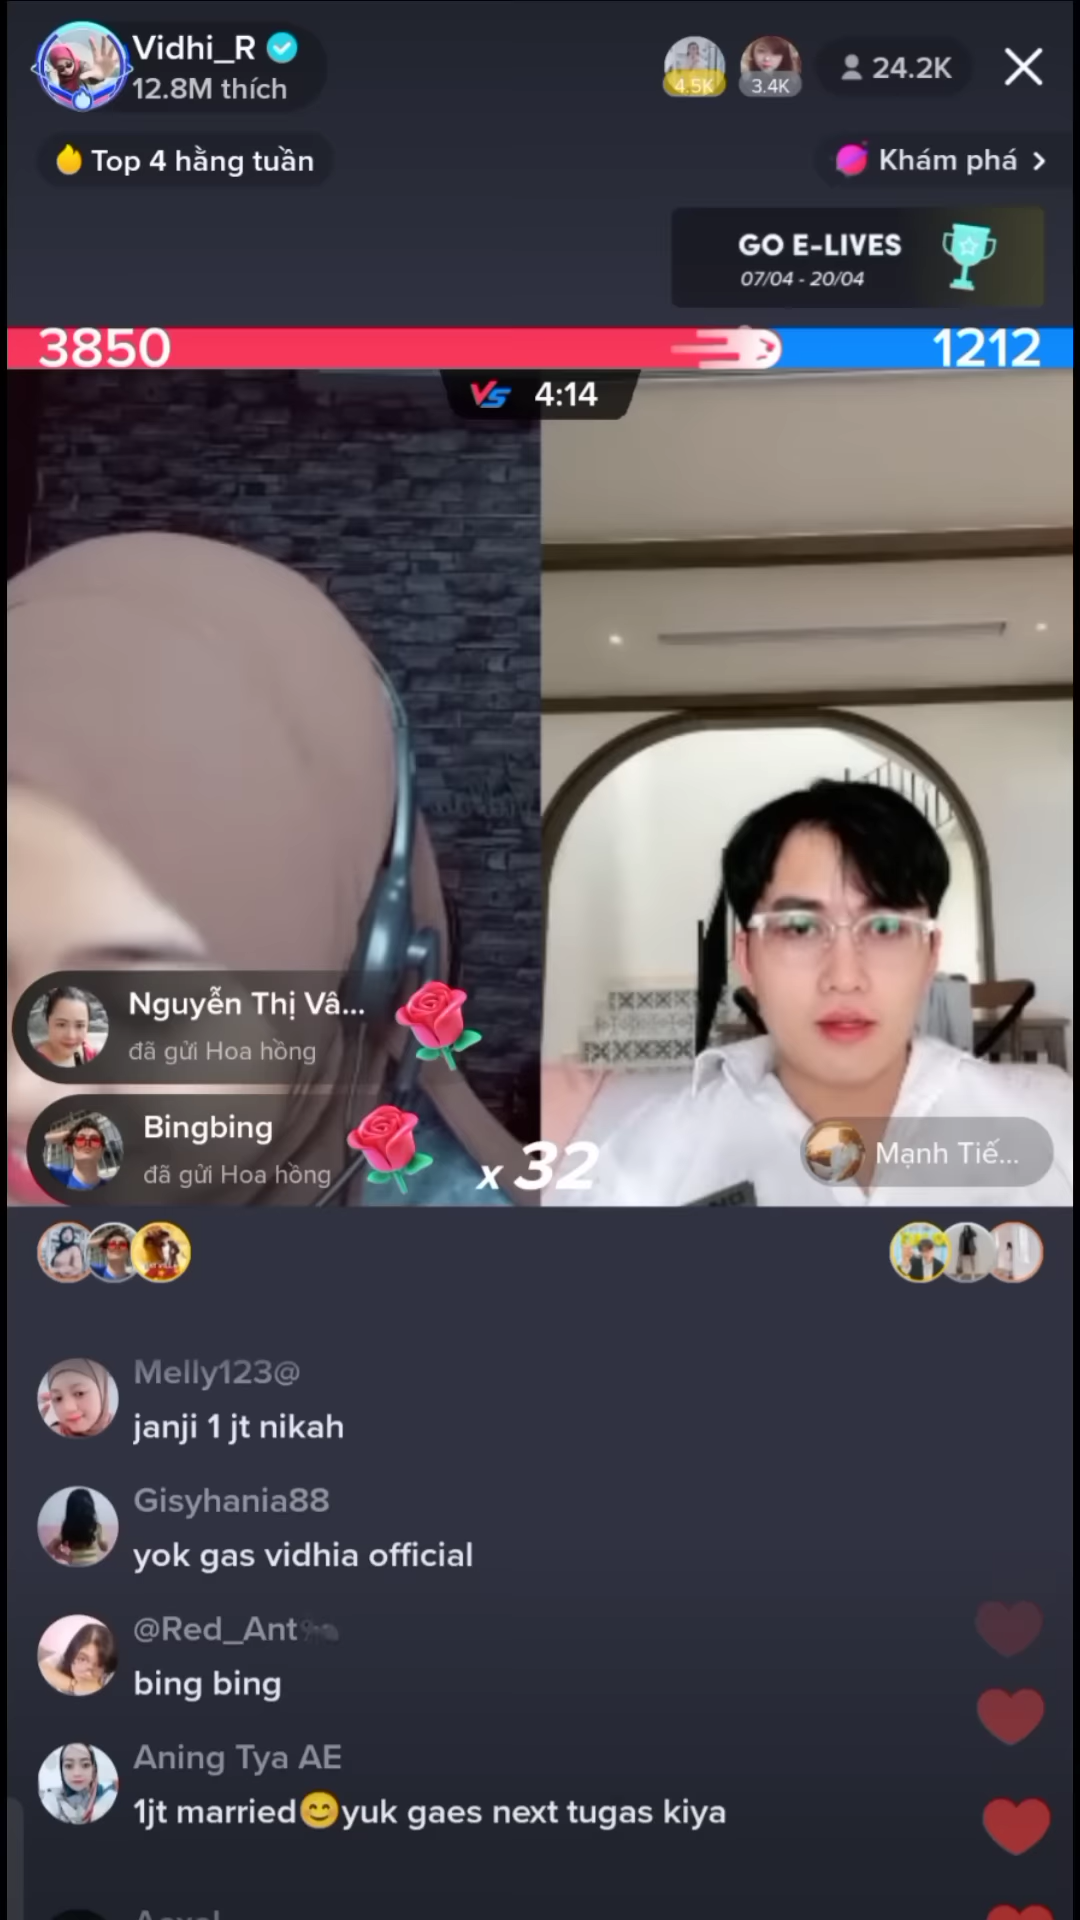 Vidhi_R
12.8M thích
4.5K
3.4K
24.2K
Top 4 hằng tuần
Khám phá
GO E-LIVES
07/04 - 20/04
3850
1212
VS 4:14
Nguyễn Thị Vâ...
đã gửi Hoa hồng
Bingbing
đã gửi Hoa hồng
x 32
Mạnh Tiế...
Melly123@
janji 1 jt nikah
Gisyhania88
yok gas vidhia official
@Red_Ant🐜
bing bing
Aning Tya AE
1jt married😊yuk gaes next tugas kiya